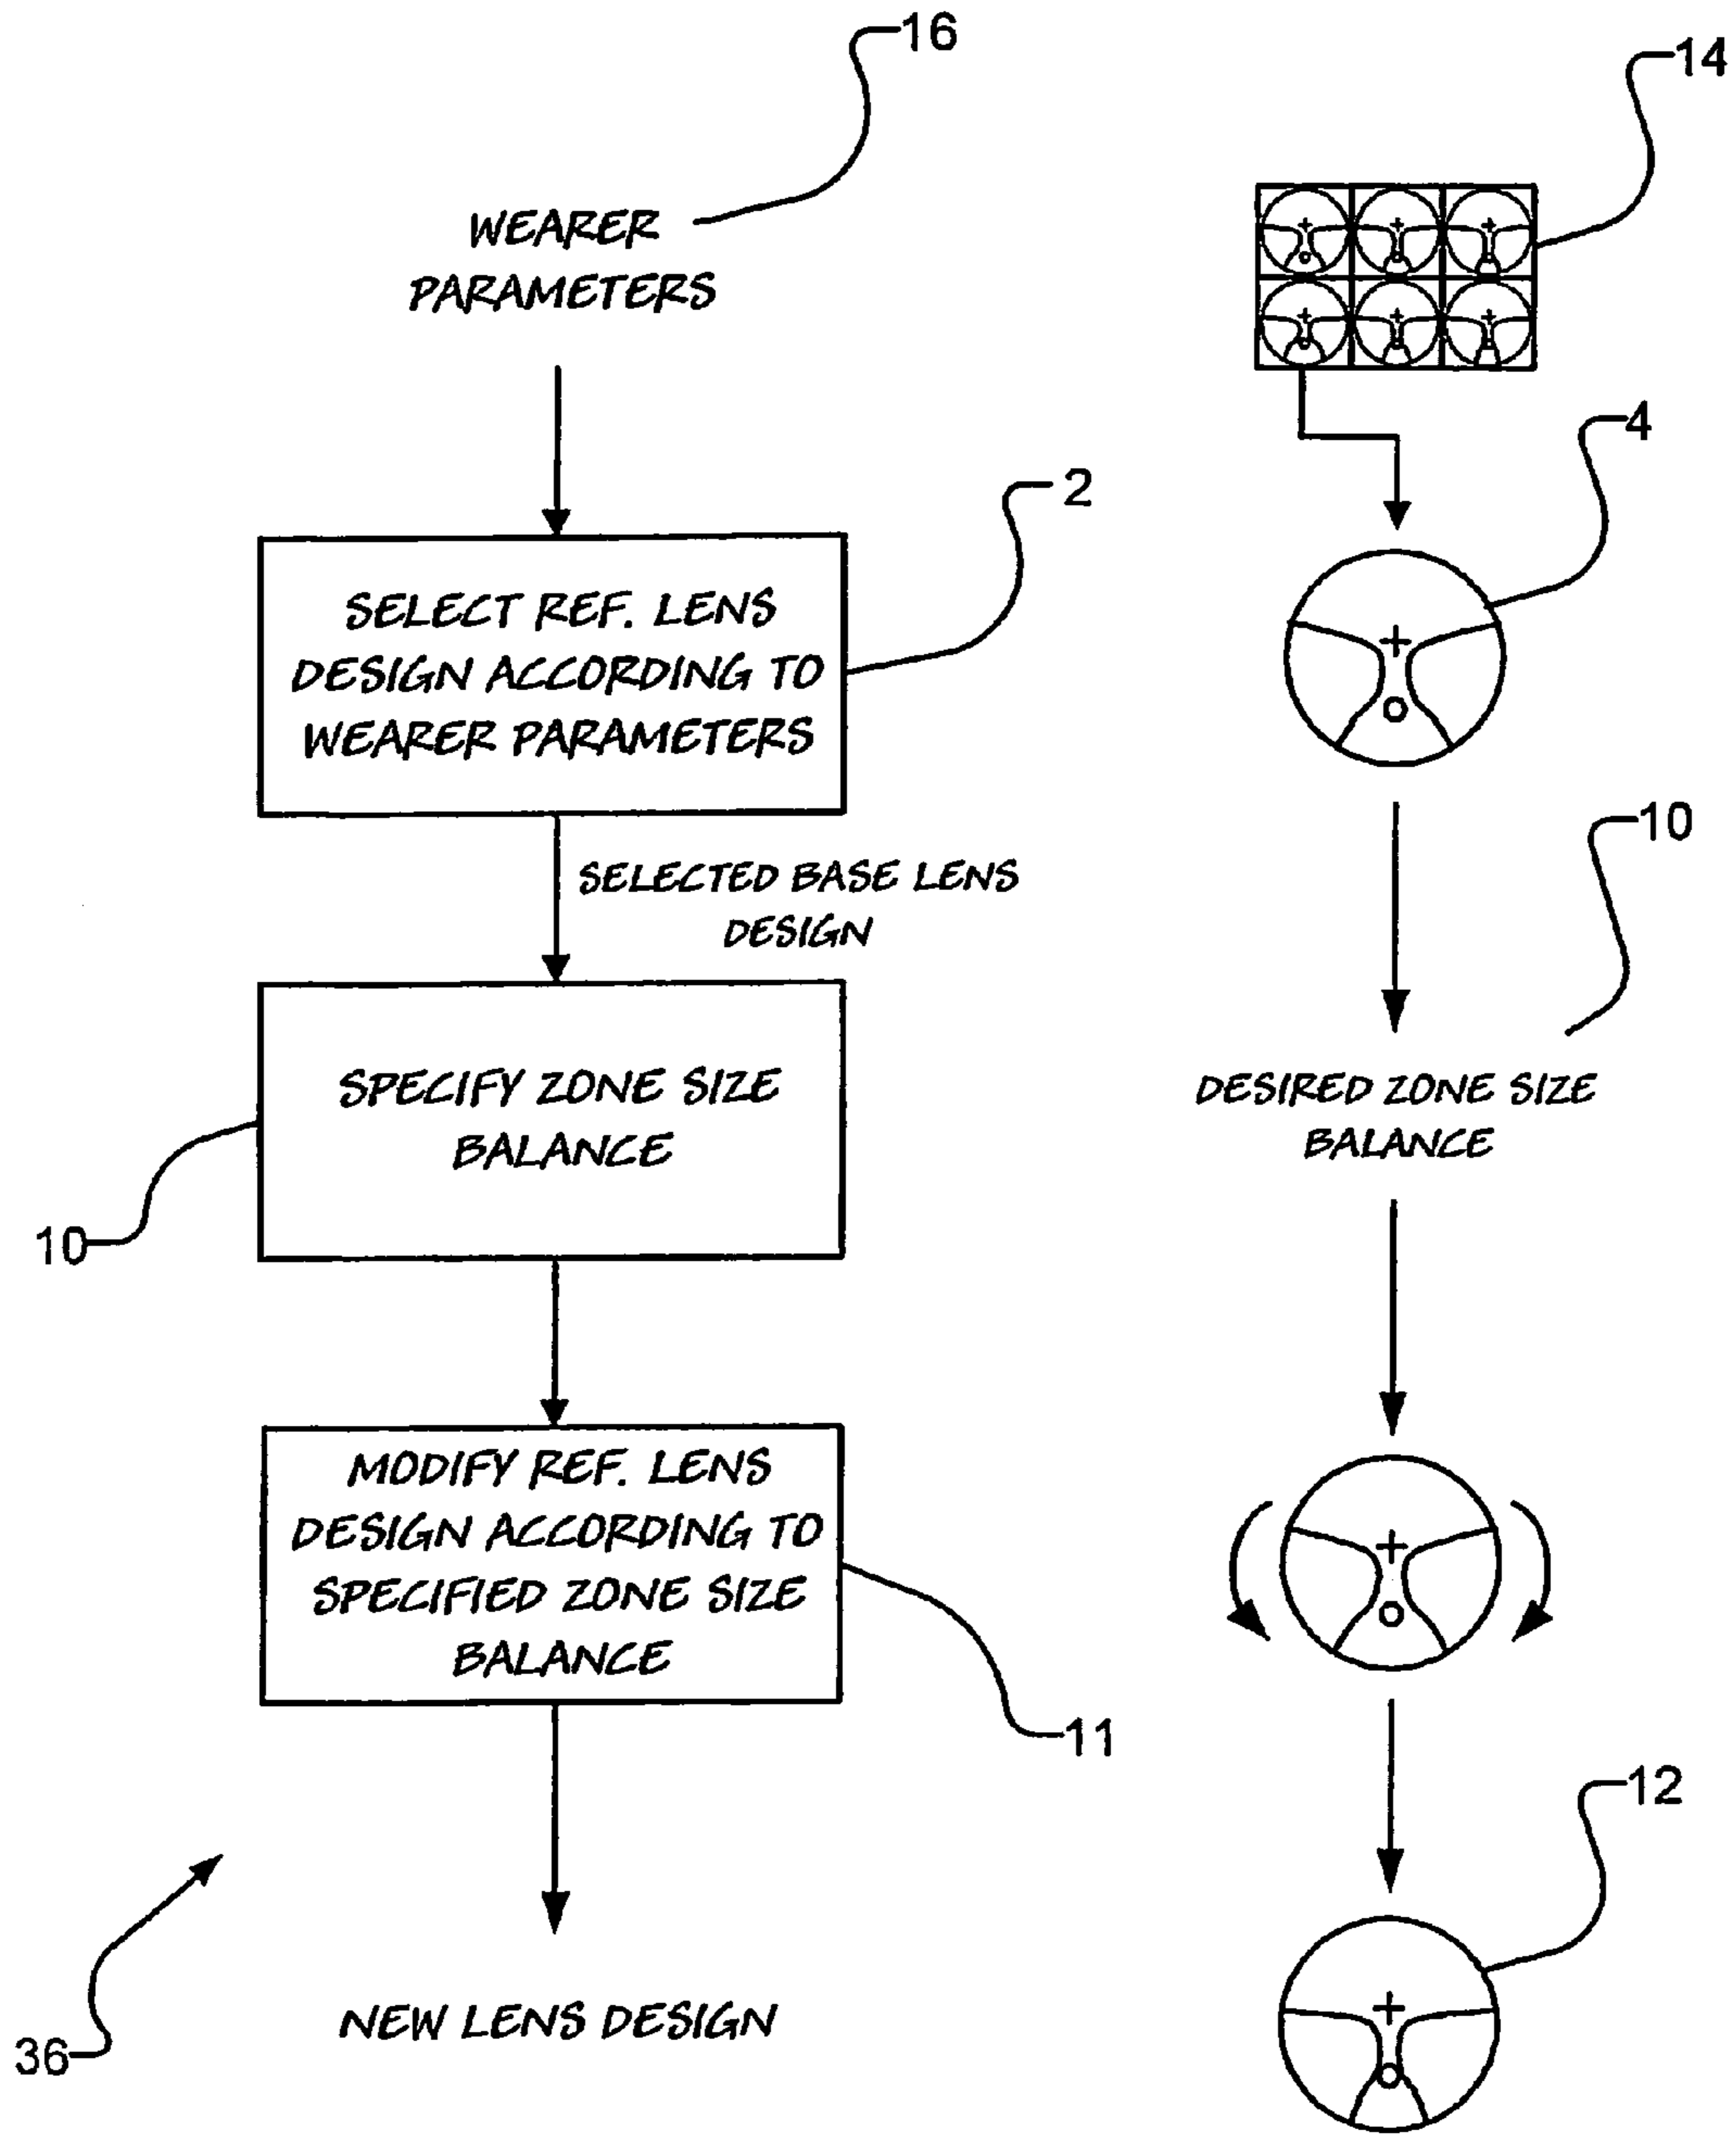 16
14
WEARER
PARAMETERS
4
2
SELECT REF. LENS
DESIGN ACCORDING TO
WEARER PARAMETERS
10
SELECTED BASE LENS
DESIGN
SPECIFY ZONE SIZE
BALANCE
DESIRED ZONE SIZE
BALANCE
10
MODIFY REF. LENS
DESIGN ACCORDING TO
SPECIFIED ZONE SIZE
BALANCE
11
12
NEW LENS DESIGN
36